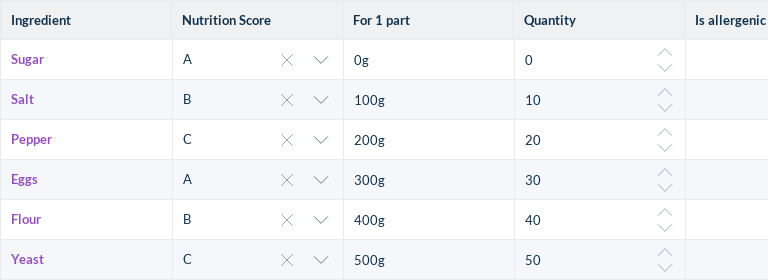 Ingredient Nutrition Score For 1 part Quantity Is allergenic
Sugar A 0g 0
Salt B 100g 10
Pepper C 200g 20
Eggs A 300g 30
Flour B 400g 40
Yeast C 500g 50